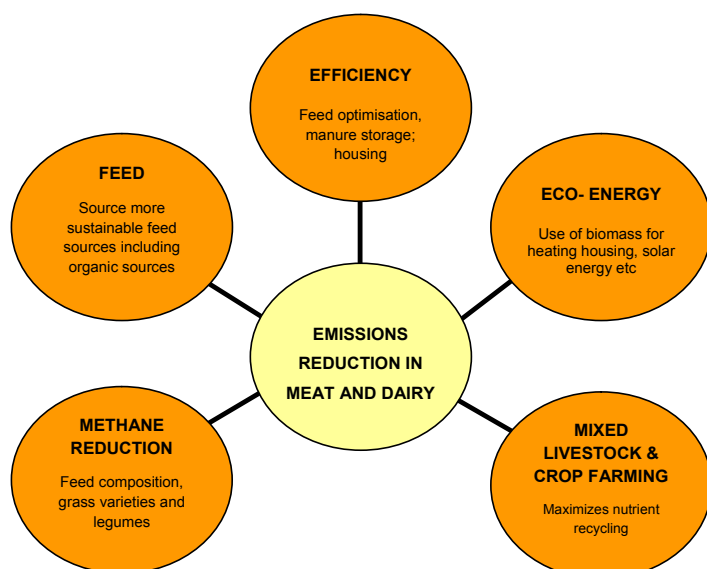 EFFICIENCY
Feed optimisation,
manure storage;
housing
FEED
Source more
sustainable feed
sources including
organic sources
ECO- ENERGY
Use of biomass for
heating housing, solar
energy etc
EMISSIONS
REDUCTION IN
MEAT AND DAIRY
METHANE
REDUCTION
Feed composition,
grass varieties and
legumes
MIXED
LIVESTOCK &
CROP FARMING
Maximizes nutrient
recycling